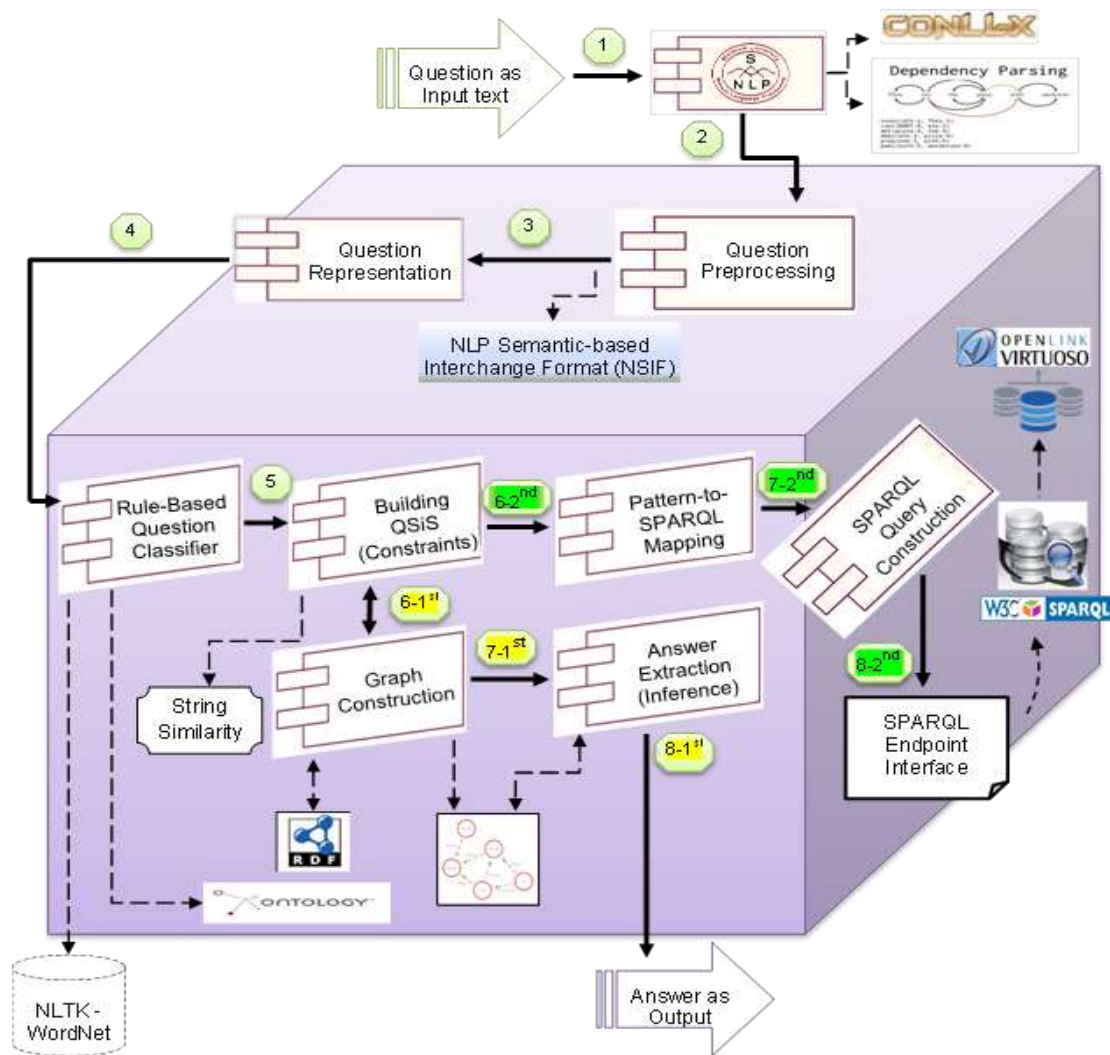 1
Question as
Input text
S
NLP
CONLL-X
Dependency Parsing
2
4
3
Question
Representation
Question
Preprocessing
NLP Semantic-based
Interchange Format (NSIF)
OPENLINK
VIRTUOSO
5
Rule-Based
Question
Classifier
Building
QSiS
(Constraints)
6-2nd
Pattern-to-
SPARQL
Mapping
7-2nd
SPARQL
Query
Construction
W3C SPARQL
6-1st
7-1st
String
Similarity
Graph
Construction
Answer
Extraction
(Inference)
8-1st
8-2nd
SPARQL
Endpoint
Interface
RDF
ONTOLOGY
NLTK -
WordNet
Answer as
Output